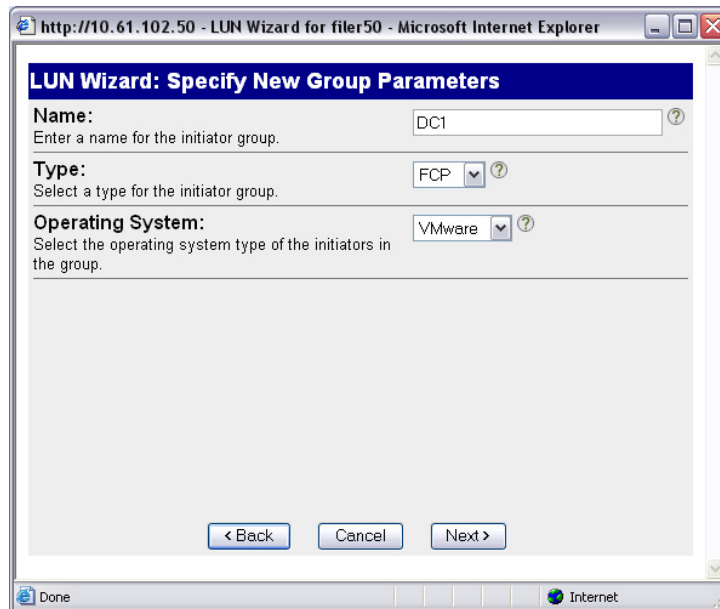 http://10.61.102.50 - LUN Wizard for filer50 - Microsoft Internet Explorer
LUN Wizard: Specify New Group Parameters
Name:
Enter a name for the initiator group.
DC1
?
Type:
Select a type for the initiator group.
FCP
?
Operating System:
Select the operating system type of the initiators in
the group.
VMware
?
< Back
Cancel
Next >
Done
Internet